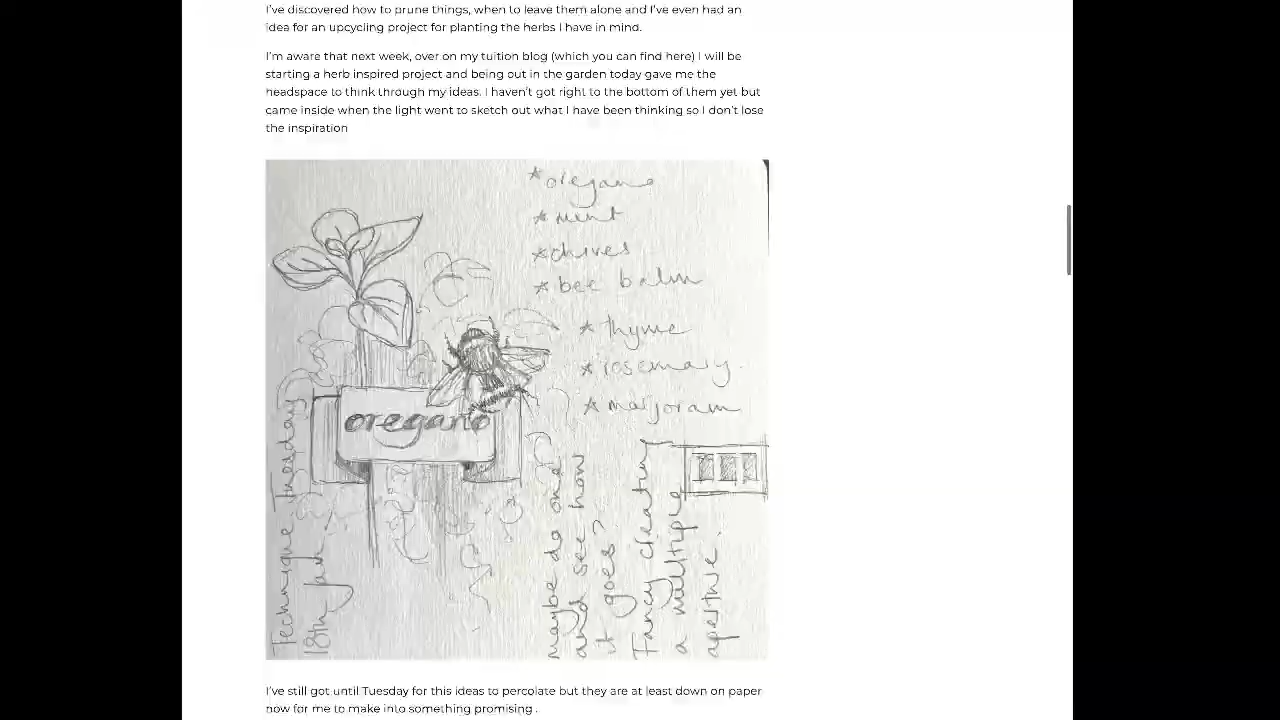 I've discovered how to prune things, when to leave them alone and I've even had an
idea for an upcycling project for planting the herbs I have in mind.
I'm aware that next week, over on my tuition blog (which you can find here) I will be
starting a herb inspired project and being out in the garden today gave me the
headspace to think through my ideas. I haven't got right to the bottom of them yet but
came inside when the light went to sketch out what I have been thinking so I don't lose
the inspiration
*oregano
*mint
*chives
*bee balm
*thyme
*rosemary.
*marjoram
oregano
Technique Tuesday
18th Jan
maybe do one
and see how
it goes?
Fancy creating
a multiple
aperture.
I've still got until Tuesday for this ideas to percolate but they are at least down on paper
now for me to make into something promising .